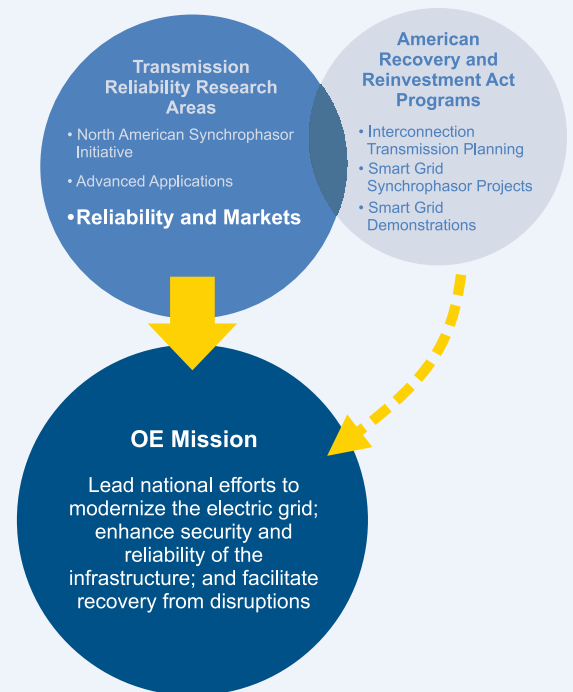 Transmission
Reliability Research
Areas
• North American Synchrophasor
Initiative
• Advanced Applications
•Reliability and Markets
American
Recovery and
Reinvestment Act
Programs
• Interconnection
Transmission Planning
• Smart Grid
Synchrophasor Projects
• Smart Grid
Demonstrations
OE Mission
Lead national efforts to
modernize the electric grid;
enhance security and
reliability of the
infrastructure; and facilitate
recovery from disruptions